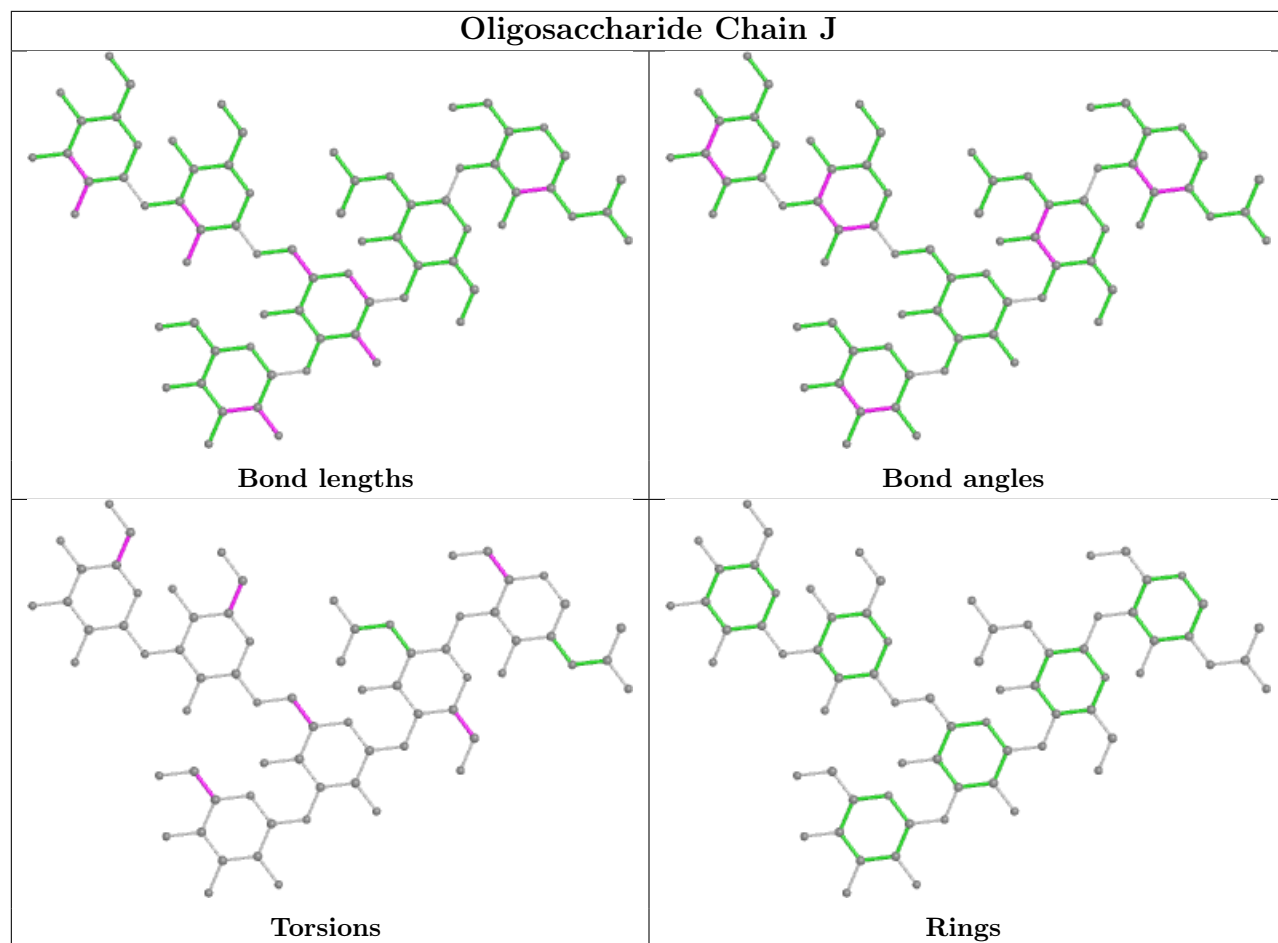 Oligosaccharide Chain J
Bond lengths
Bond angles
Torsions
Rings